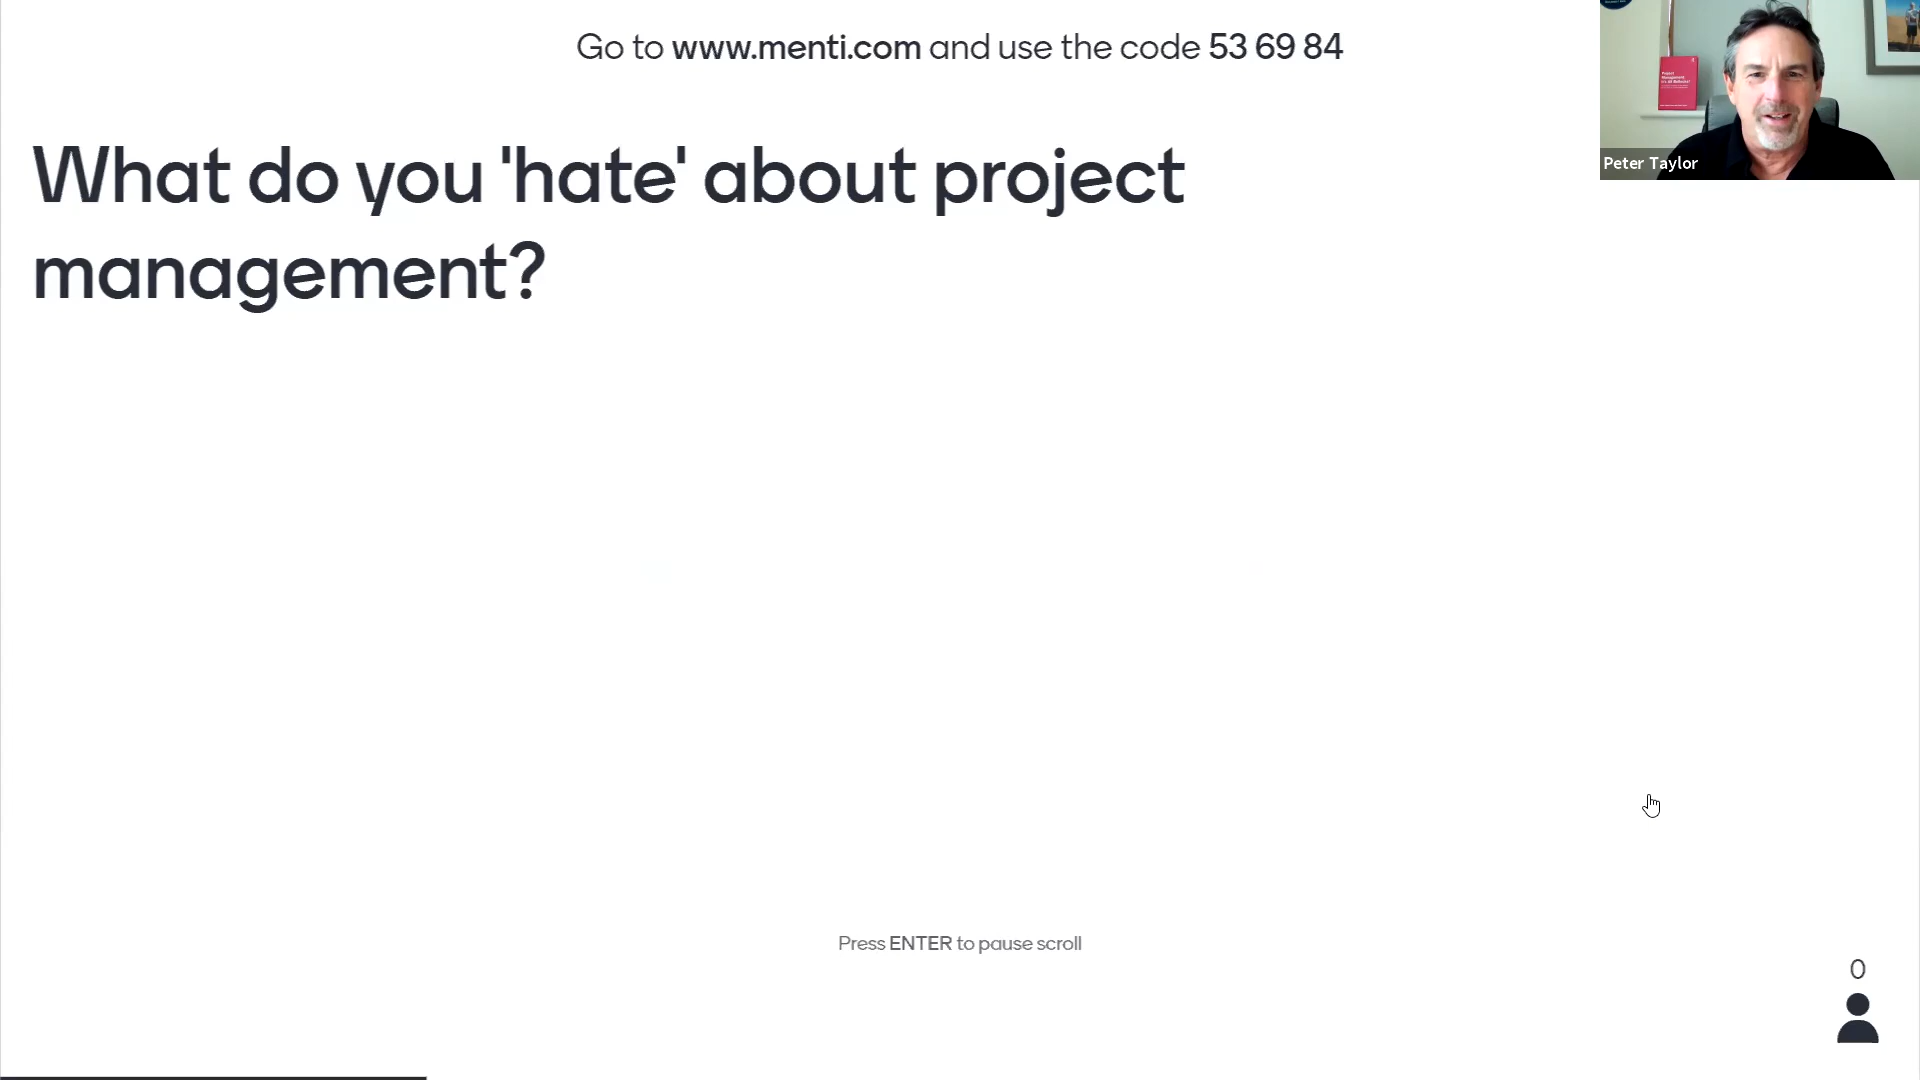 Go to www.menti.com and use the code 53 69 84
What do you 'hate' about project
management?
Peter Taylor
Press ENTER to pause scroll
0